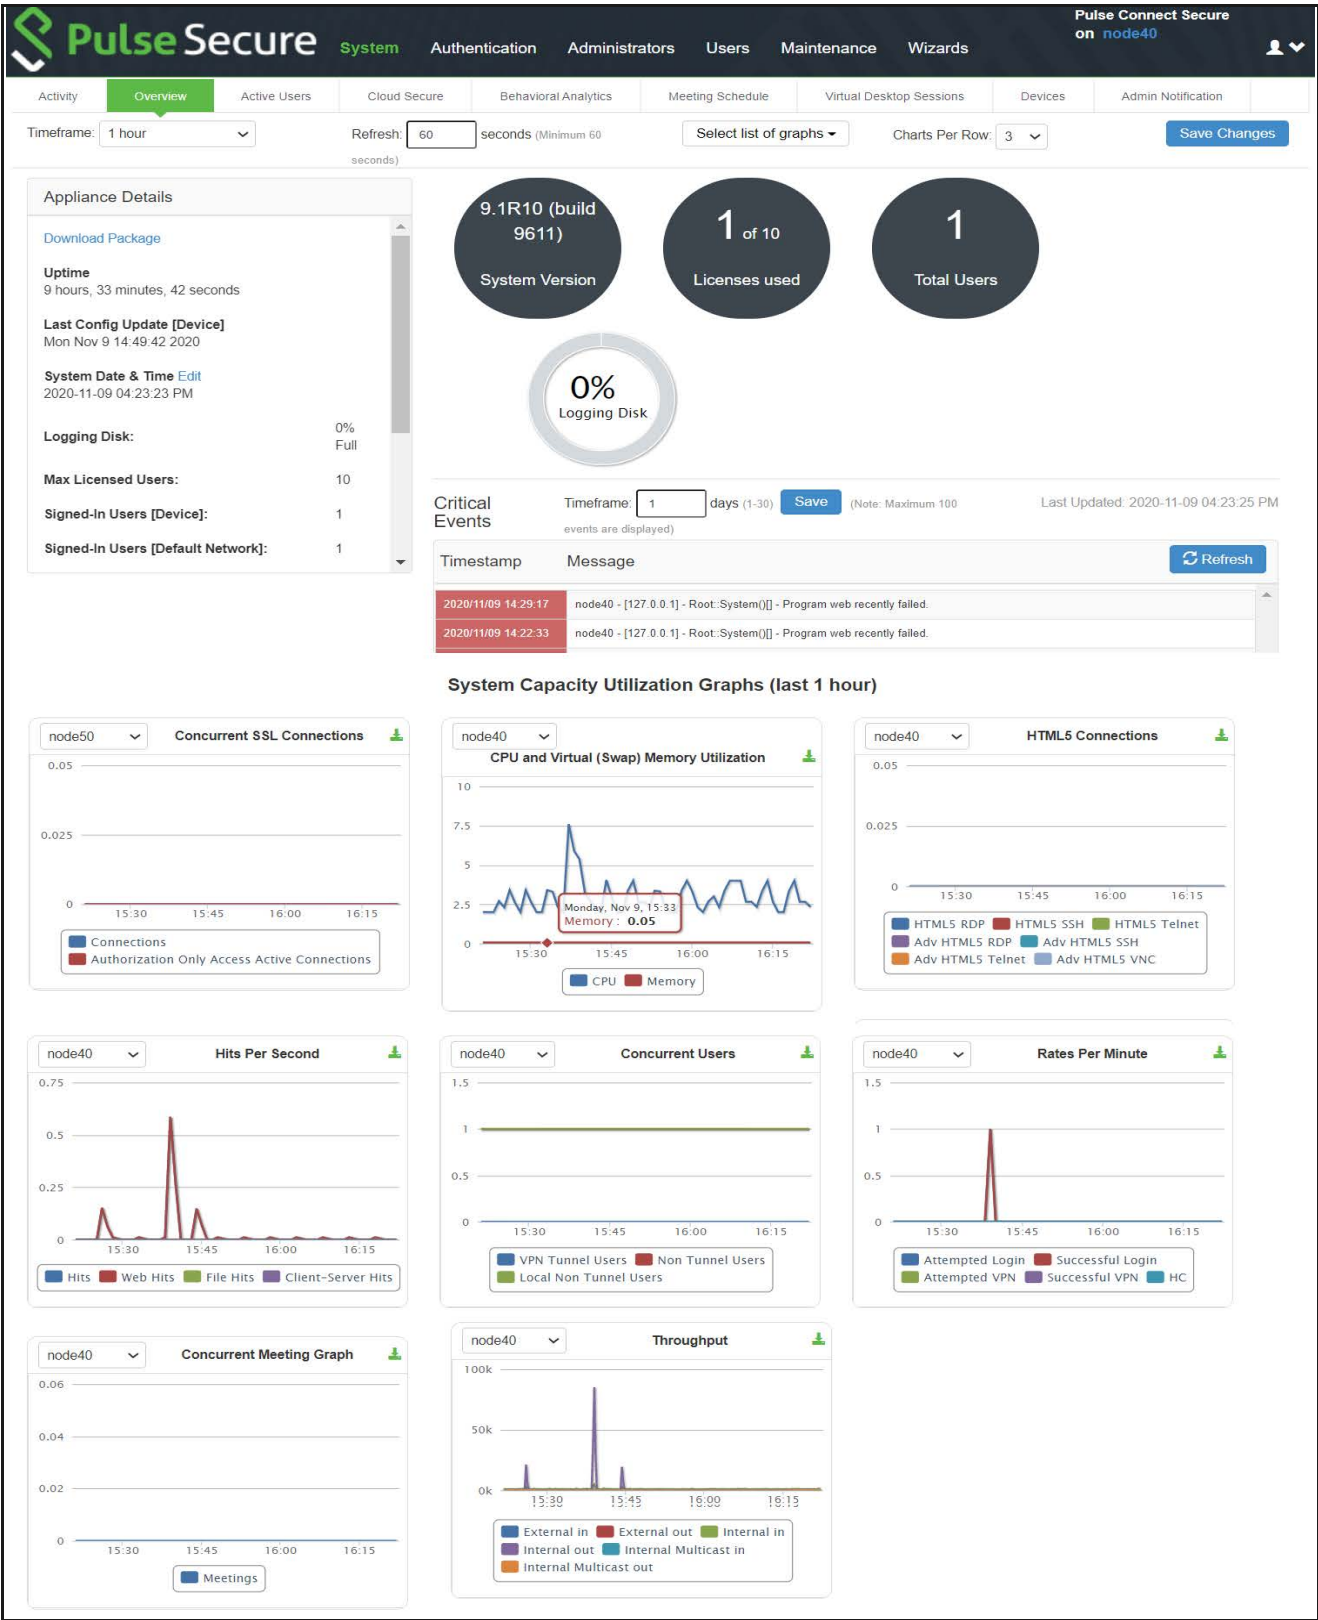 Pulse Secure
System Authentication Administrators Users Maintenance Wizards
Pulse Connect Secure
on node40
Activity Overview Active Users Cloud Secure Behavioral Analytics Meeting Schedule Virtual Desktop Sessions Devices Admin Notification
Timeframe: 1 hour Refresh: 60 seconds (Minimum 60 seconds) Select list of graphs Charts Per Row: 3 Save Changes
Appliance Details
Download Package
Uptime
9 hours, 33 minutes, 42 seconds
Last Config Update [Device]
Mon Nov 9 14:49:42 2020
System Date & Time Edit
2020-11-09 04:23:23 PM
Logging Disk: 0% Full
Max Licensed Users: 10
Signed-In Users [Device]: 1
Signed-In Users [Default Network]: 1
9.1R10 (build
9611)
System Version
1 of 10
Licenses used
1
Total Users
0%
Logging Disk
Critical
Events
Timeframe: 1 days (1-30) Save (Note: Maximum 100
events are displayed)
Last Updated: 2020-11-09 04:23:25 PM
Timestamp Message Refresh
2020/11/09 14:29:17 node40 - [127.0.0.1] - Root::System()[] - Program web recently failed.
2020/11/09 14:22:33 node40 - [127.0.0.1] - Root::System()[] - Program web recently failed.
System Capacity Utilization Graphs (last 1 hour)
node50 Concurrent SSL Connections
0.05
0.025
0
15:30 15:45 16:00 16:15
Connections
Authorization Only Access Active Connections
node40
CPU and Virtual (Swap) Memory Utilization
10
7.5
5
2.5
0
Monday, Nov 9, 15:33
Memory : 0.05
15:30 15:45 16:00 16:15
CPU Memory
node40 HTML5 Connections
0.05
0.025
0
15:30 15:45 16:00 16:15
HTML5 RDP HTML5 SSH HTML5 Telnet
Adv HTML5 RDP Adv HTML5 SSH
Adv HTML5 Telnet Adv HTML5 VNC
node40 Hits Per Second
0.75
0.5
0.25
0
15:30 15:45 16:00 16:15
Hits Web Hits File Hits Client-Server Hits
node40 Concurrent Users
1.5
1
0.5
0
15:30 15:45 16:00 16:15
VPN Tunnel Users Non Tunnel Users
Local Non Tunnel Users
node40 Rates Per Minute
1.5
1
0.5
0
15:30 15:45 16:00 16:15
Attempted Login Successful Login
Attempted VPN Successful VPN HC
node40 Concurrent Meeting Graph
0.06
0.04
0.02
0
15:30 15:45 16:00 16:15
Meetings
node40 Throughput
100k
50k
0k
15:30 15:45 16:00 16:15
External in External out Internal in
Internal out Internal Multicast in
Internal Multicast out